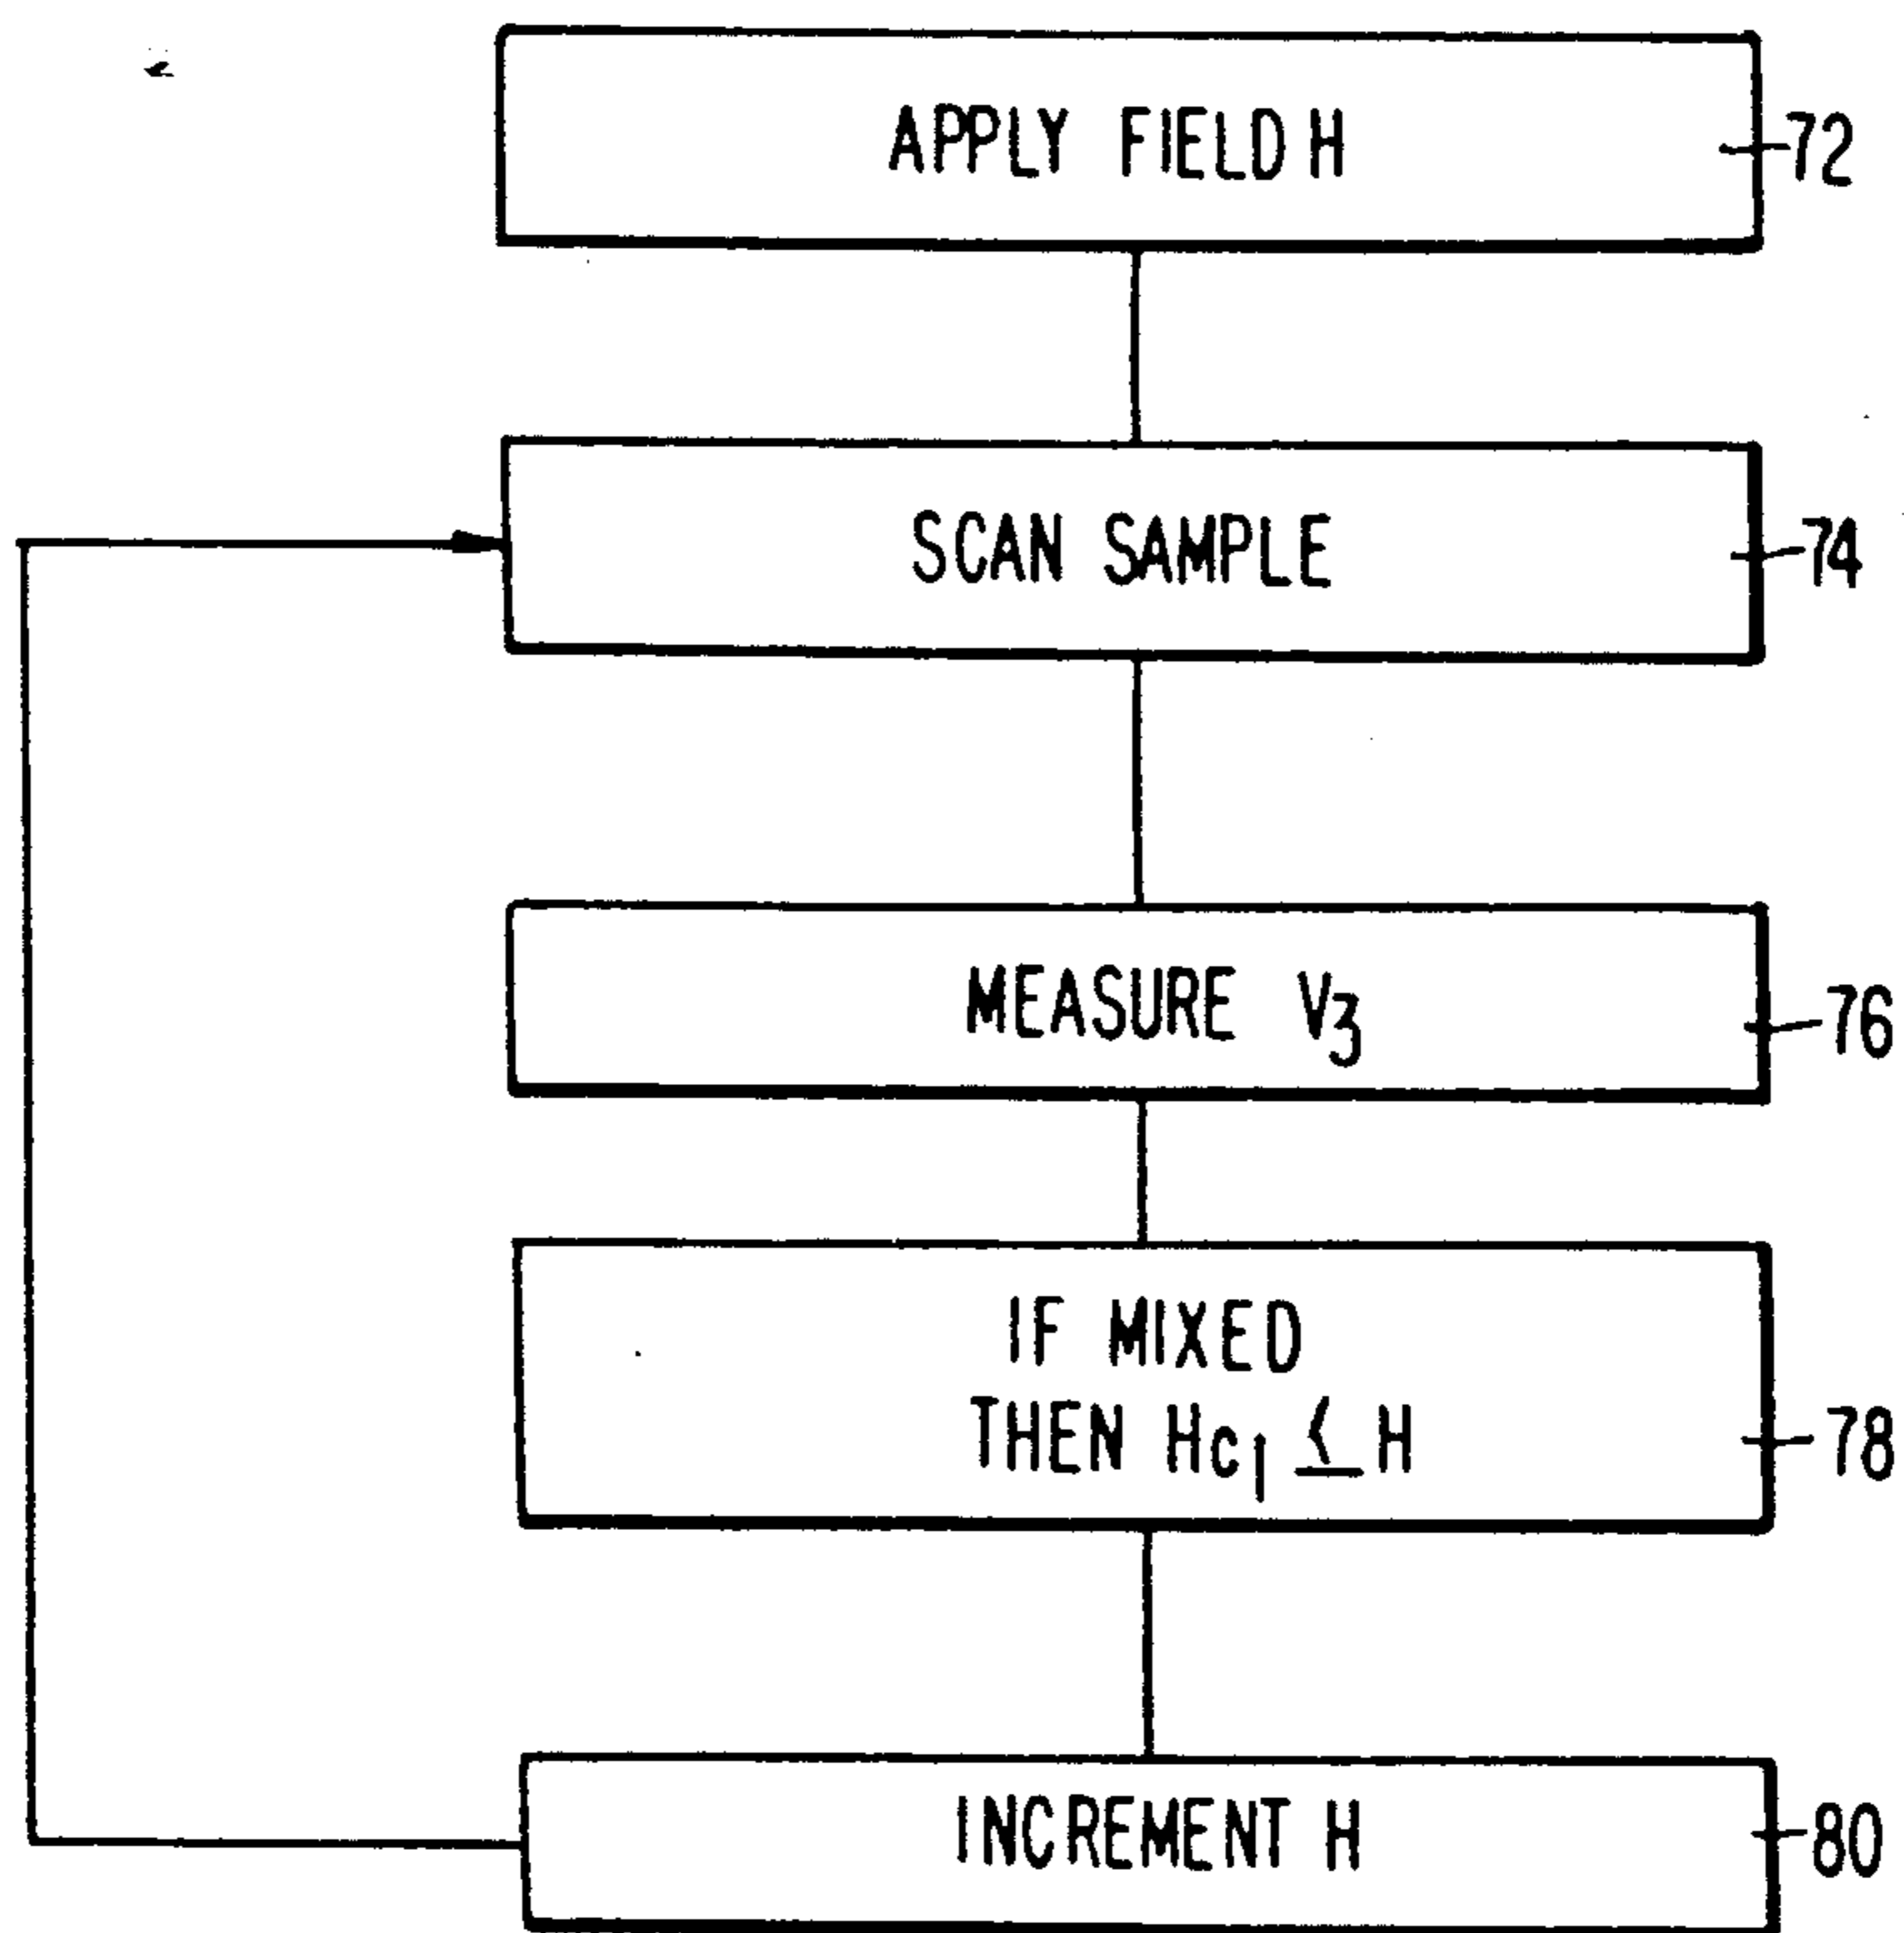 APPLY FIELD H
72
SCAN SAMPLE
74
MEASURE V₃
76
IF MIXED
THEN Hc₁ ≤ H
78
INCREMENT H
80